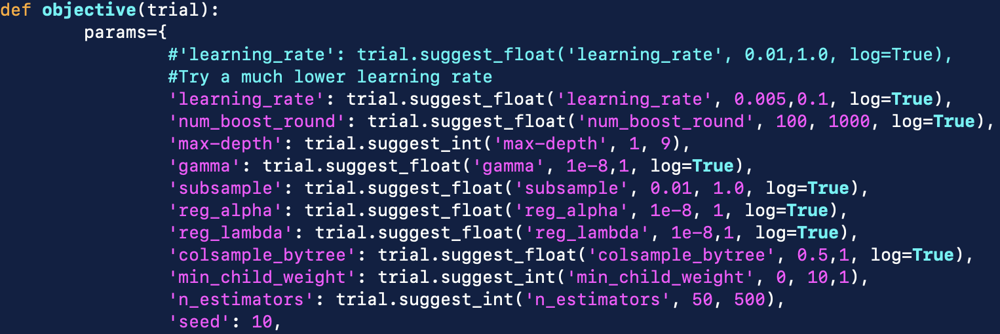 def objective(trial):
params={
#'learning_rate': trial.suggest_float('learning_rate', 0.01,1.0, log=True),
#Try a much lower learning rate
'learning_rate': trial.suggest_float('learning_rate', 0.005,0.1, log=True),
'num_boost_round': trial.suggest_float('num_boost_round', 100, 1000, log=True),
'max-depth': trial.suggest_int('max-depth', 1, 9),
'gamma': trial.suggest_float('gamma', 1e-8,1, log=True),
'subsample': trial.suggest_float('subsample', 0.01, 1.0, log=True),
'reg_alpha': trial.suggest_float('reg_alpha', 1e-8, 1, log=True),
'reg_lambda': trial.suggest_float('reg_lambda', 1e-8,1, log=True),
'colsample_bytree': trial.suggest_float('colsample_bytree', 0.5,1, log=True),
'min_child_weight': trial.suggest_int('min_child_weight', 0, 10,1),
'n_estimators': trial.suggest_int('n_estimators', 50, 500),
'seed': 10,